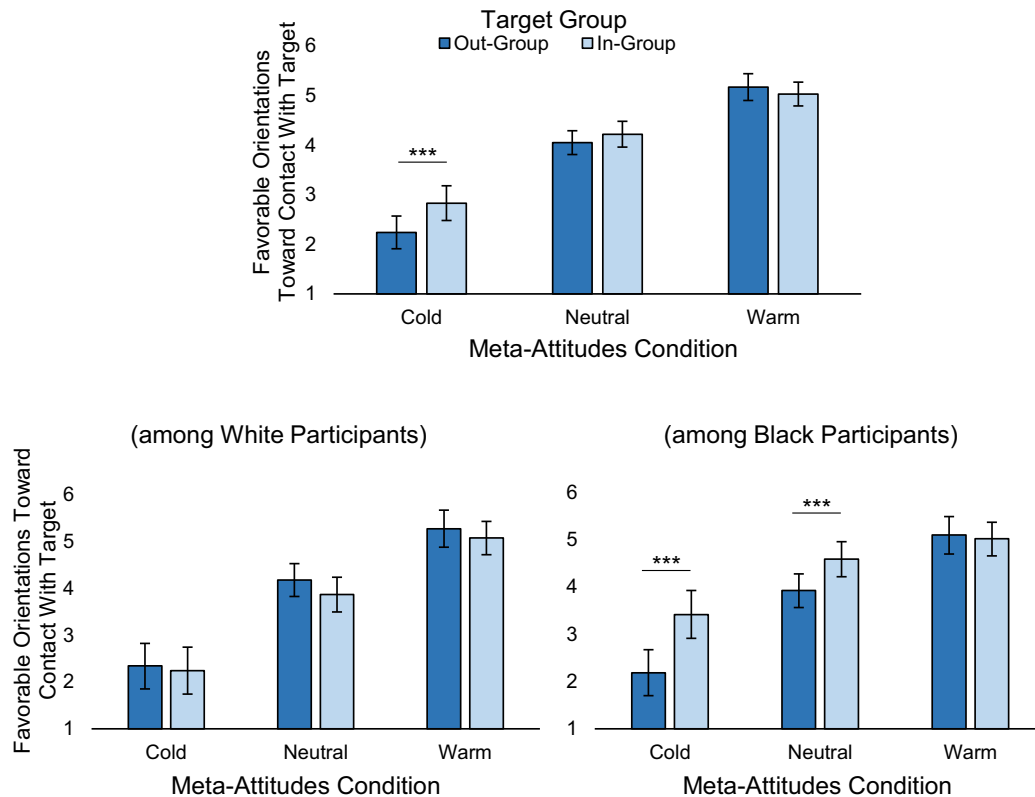 Target Group
Out-Group In-Group
Favorable Orientations
Toward Contact With Target
6
5
4
3
2
1
***
Cold Neutral Warm
Meta-Attitudes Condition
(among White Participants)
Favorable Orientations Toward
Contact With Target
6
5
4
3
2
1
Cold Neutral Warm
Meta-Attitudes Condition
(among Black Participants)
6
5
4
3
2
1
***
***
Cold Neutral Warm
Meta-Attitudes Condition